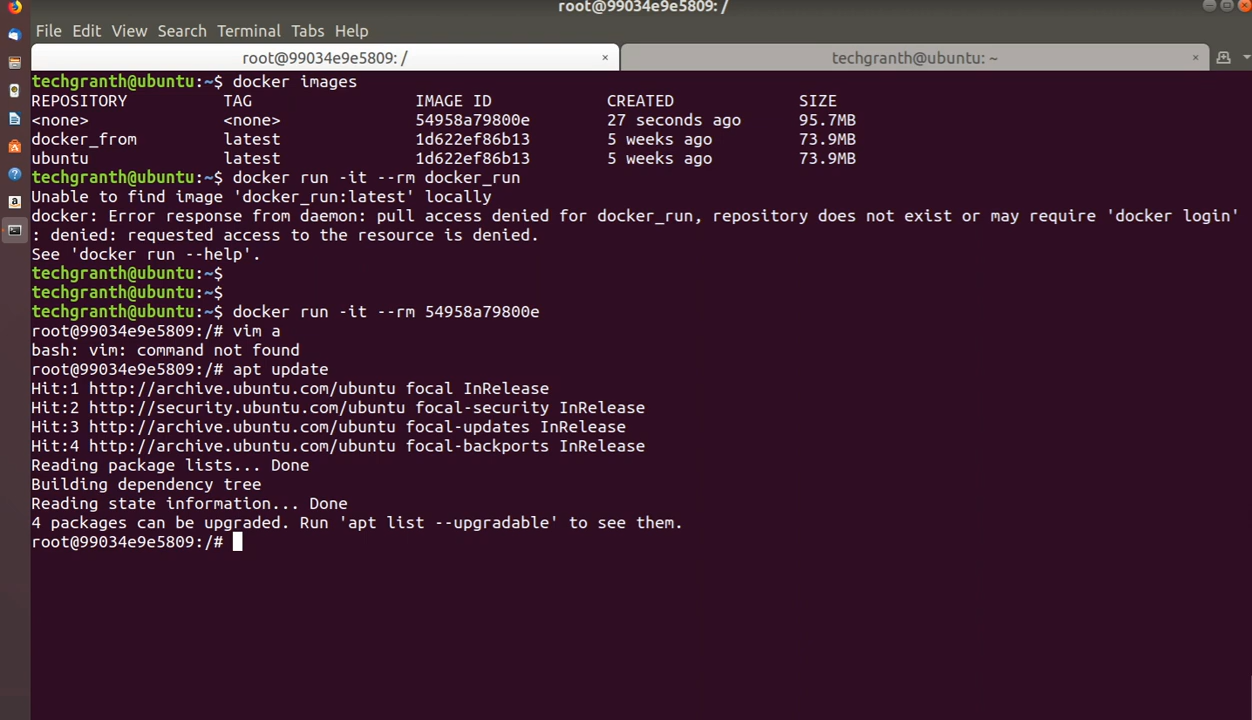 root@99034e9e5809: /
File Edit View Search Terminal Tabs Help
root@99034e9e5809: / × techgranth@ubuntu: ~ ×
techgranth@ubuntu:~$ docker images
REPOSITORY TAG IMAGE ID CREATED SIZE
<none> <none> 54958a79800e 27 seconds ago 95.7MB
docker_from latest 1d622ef86b13 5 weeks ago 73.9MB
ubuntu latest 1d622ef86b13 5 weeks ago 73.9MB
techgranth@ubuntu:~$ docker run -it --rm docker_run
Unable to find image 'docker_run:latest' locally
docker: Error response from daemon: pull access denied for docker_run, repository does not exist or may require 'docker login'
: denied: requested access to the resource is denied.
See 'docker run --help'.
techgranth@ubuntu:~$
techgranth@ubuntu:~$
techgranth@ubuntu:~$ docker run -it --rm 54958a79800e
root@99034e9e5809:/# vim a
bash: vim: command not found
root@99034e9e5809:/# apt update
Hit:1 http://archive.ubuntu.com/ubuntu focal InRelease
Hit:2 http://security.ubuntu.com/ubuntu focal-security InRelease
Hit:3 http://archive.ubuntu.com/ubuntu focal-updates InRelease
Hit:4 http://archive.ubuntu.com/ubuntu focal-backports InRelease
Reading package lists... Done
Building dependency tree
Reading state information... Done
4 packages can be upgraded. Run 'apt list --upgradable' to see them.
root@99034e9e5809:/#